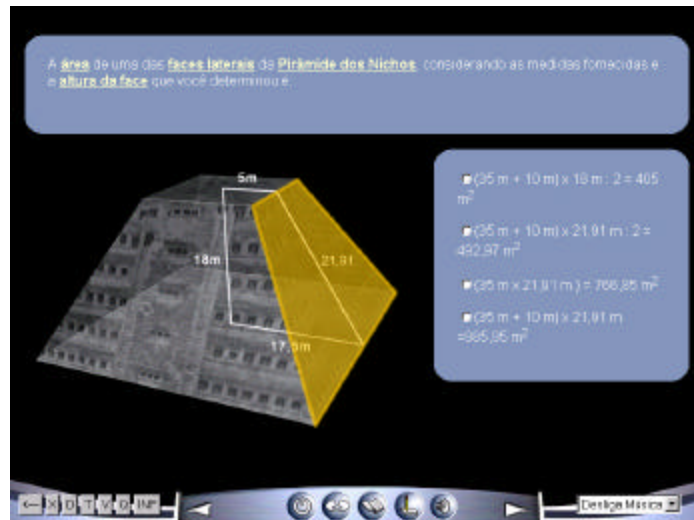 A área de uma das faces laterais da Pirâmide dos Nichos, considerando as medidas fornecidas e
a altura da face que você determinou é:
5m
18m
21,91
17,5m
(35 m + 10 m) x 18 m : 2 = 405
m²
(35 m + 10 m) x 21,91 m : 2 =
492,97 m²
(35 m x 21,91 m ) = 766,85 m²
(35 m + 10 m) x 21,91 m
=985,95 m²
X D T V O INF
Desliga Música